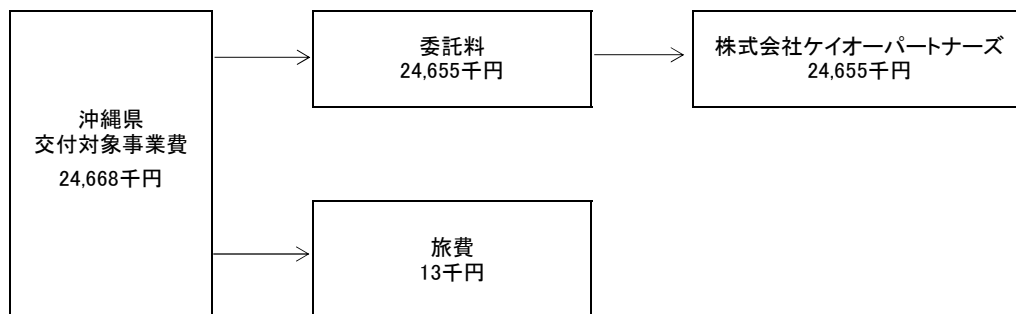 沖縄県
交付対象事業費
24,668千円
委託料
24,655千円
株式会社ケイオーパートナーズ
24,655千円
旅費
13千円